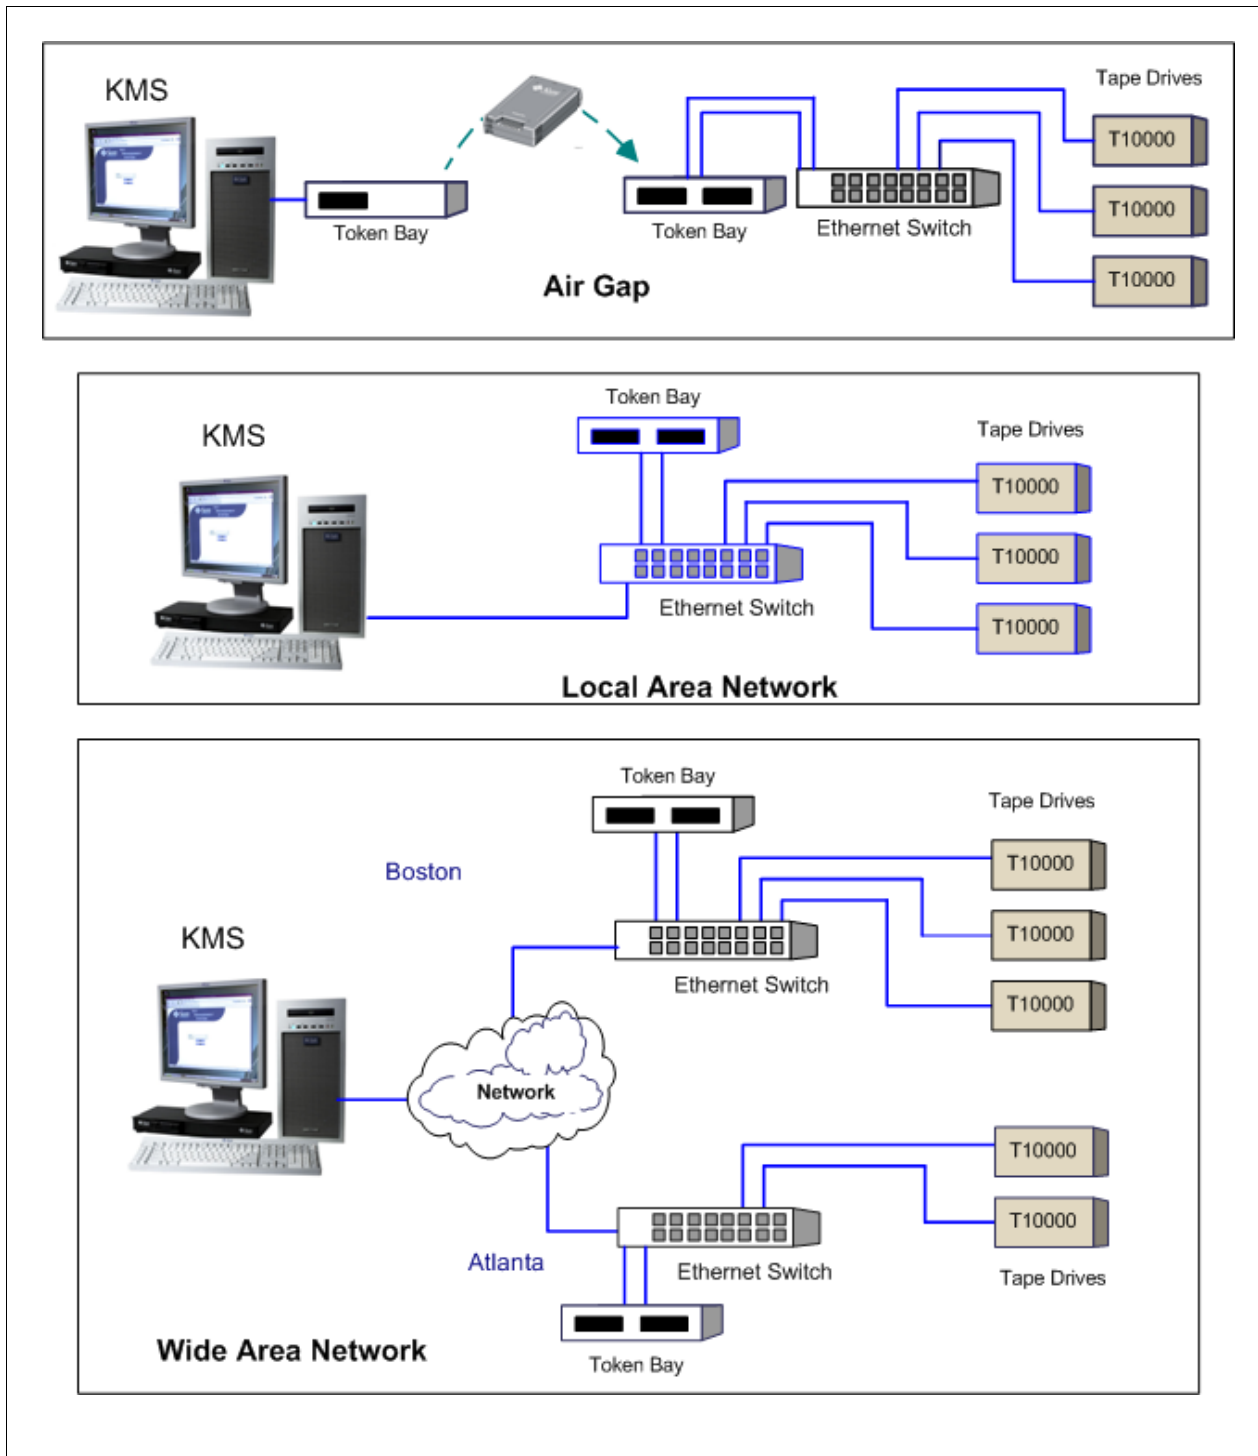 KMS
Tape Drives
T10000
T10000
T10000
Token Bay
Token Bay
Ethernet Switch
Air Gap
Token Bay
KMS
Tape Drives
T10000
T10000
T10000
Ethernet Switch
Local Area Network
Token Bay
Tape Drives
Boston
T10000
KMS
T10000
Ethernet Switch
T10000
Network
T10000
T10000
Atlanta
Ethernet Switch
Tape Drives
Wide Area Network
Token Bay